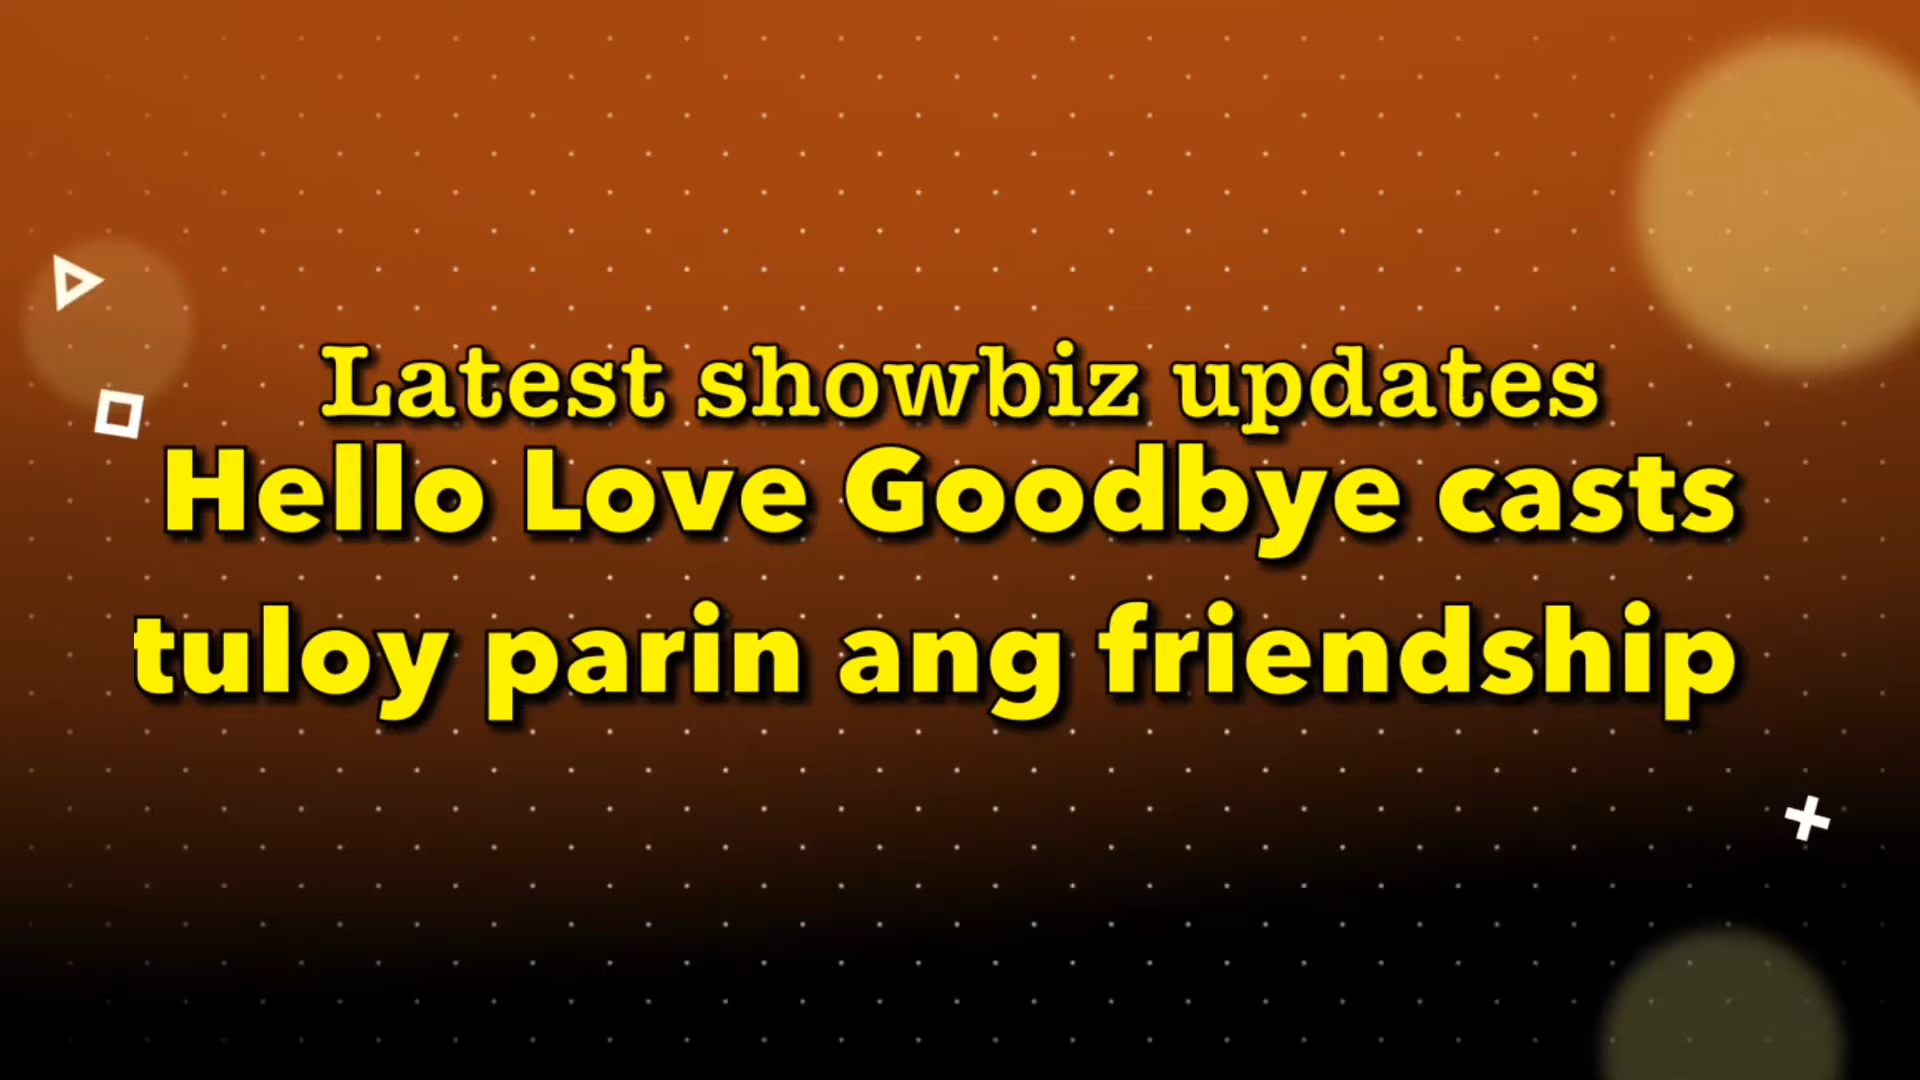 Latest showbiz updates
Hello Love Goodbye casts
tuloy parin ang friendship